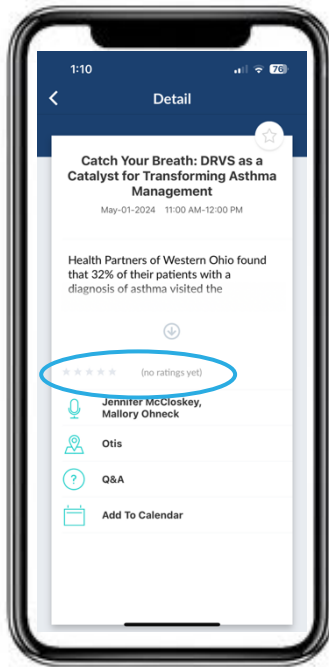 1:10
76
Detail
Catch Your Breath: DRVS as a
Catalyst for Transforming Asthma
Management
May-01-2024 11:00 AM-12:00 PM
Health Partners of Western Ohio found
that 32% of their patients with a
diagnosis of asthma visited the
(no ratings yet)
Jennifer McCloskey,
Mallory Ohneck
Otis
?
Q&A
Add To Calendar